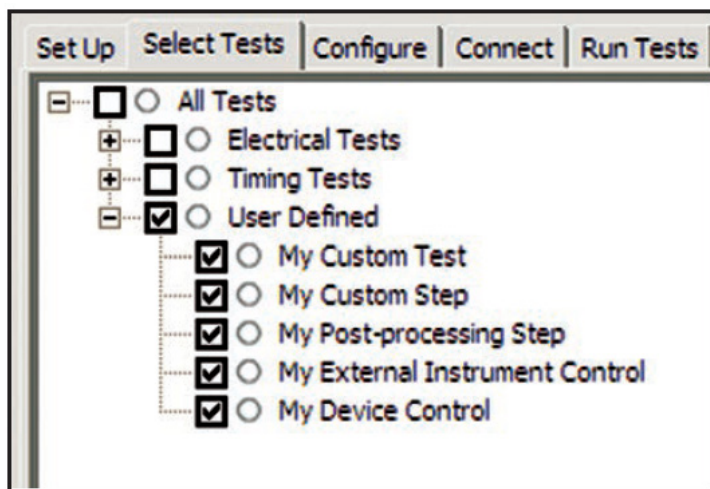 Set Up Select Tests Configure Connect Run Tests
All Tests
Electrical Tests
Timing Tests
User Defined
My Custom Test
My Custom Step
My Post-processing Step
My External Instrument Control
My Device Control